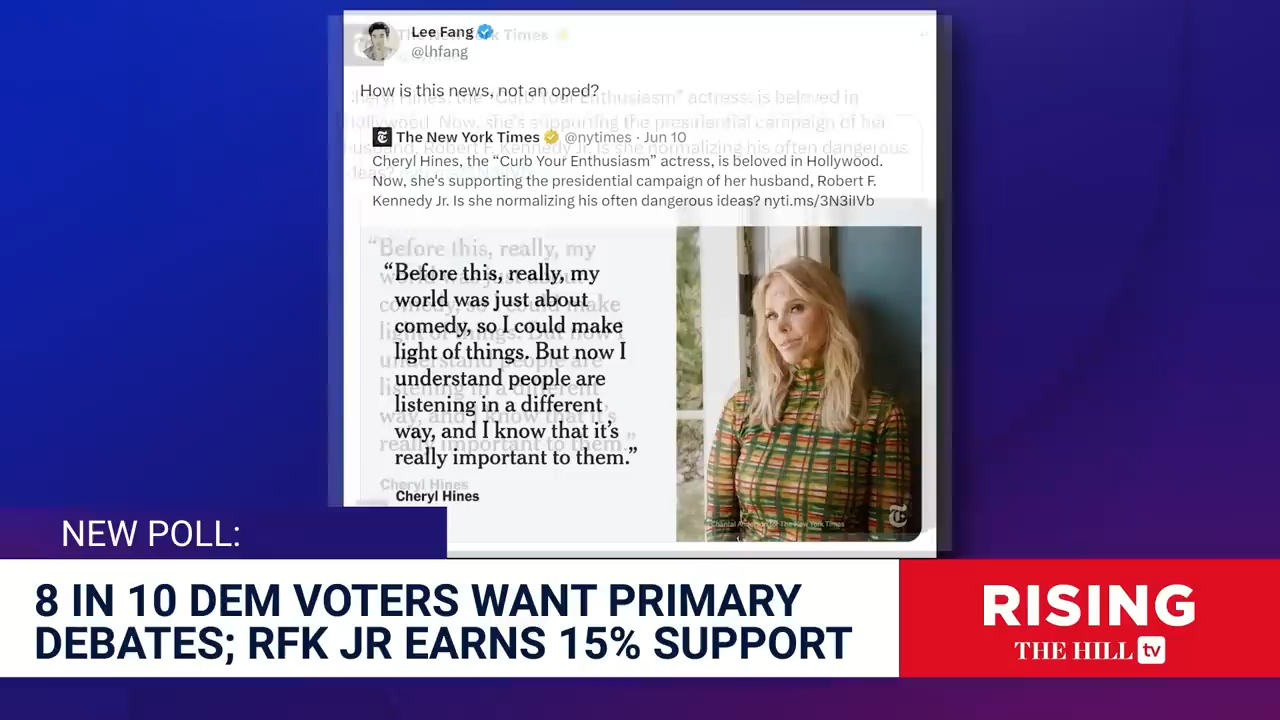 Lee Fang
@lhfang
How is this news, not an oped?
The New York Times @nytimes · Jun 10
Cheryl Hines, the “Curb Your Enthusiasm” actress, is beloved in Hollywood.
Now, she's supporting the presidential campaign of her husband, Robert F.
Kennedy Jr. Is she normalizing his often dangerous ideas? nyti.ms/3N3iIVb
“Before this, really, my
world was just about
comedy, so I could make
light of things. But now I
understand people are
listening in a different
way, and I know that it’s
really important to them.”
Cheryl Hines
for The New York Times
NEW POLL:
8 IN 10 DEM VOTERS WANT PRIMARY
DEBATES; RFK JR EARNS 15% SUPPORT
RISING
THE HILL tv